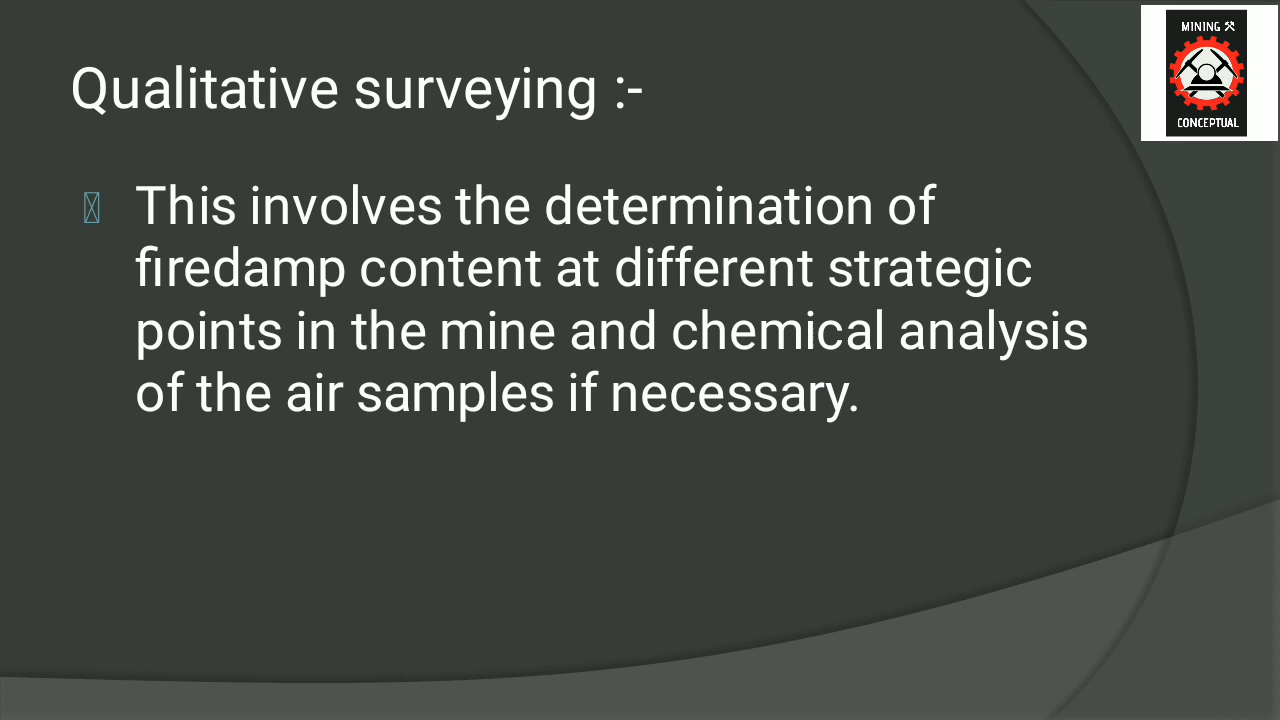 MINING
CONCEPTUAL
Qualitative surveying :-
This involves the determination of
firedamp content at different strategic
points in the mine and chemical analysis
of the air samples if necessary.